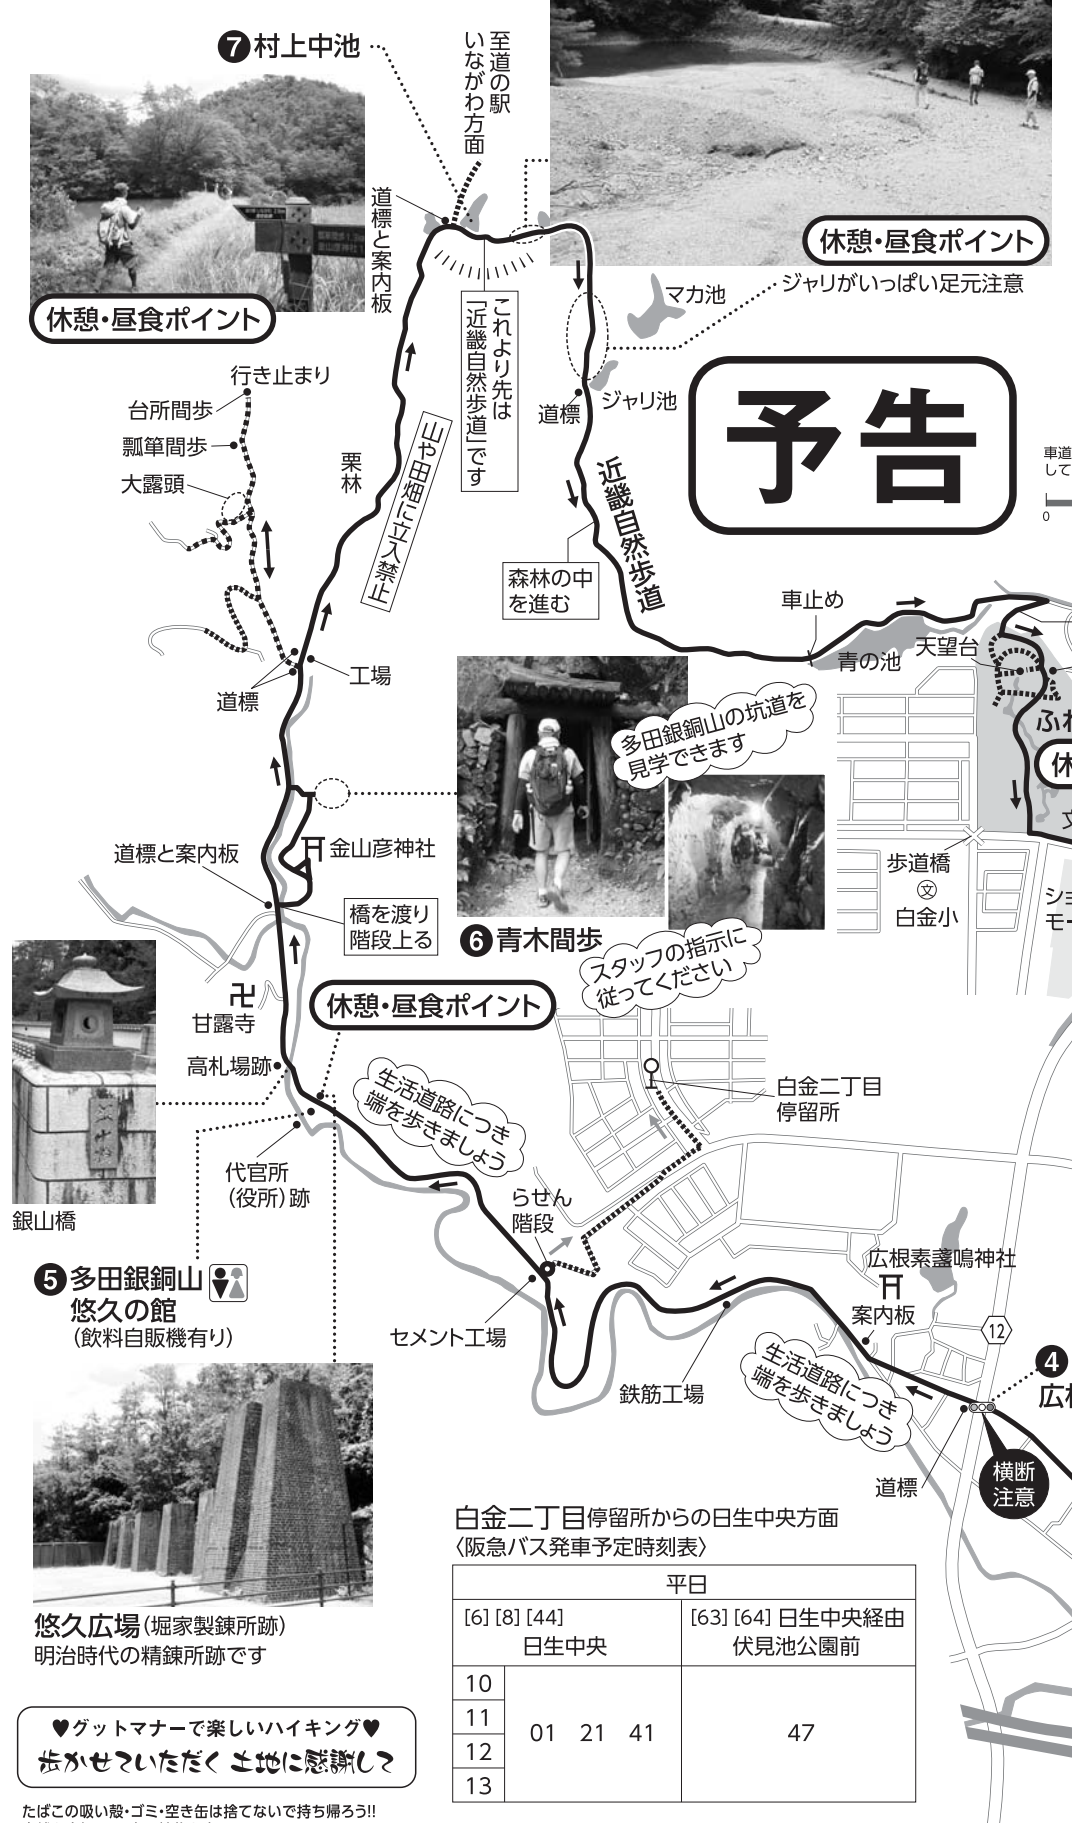 ❼村上中池
至道の駅
いながわ方面
道標と案内板
休憩・昼食ポイント
休憩・昼食ポイント
ジャリがいっぱい足元注意
マカ池
これより先は
「近畿自然歩道」です
ジャリ池
道標
予告
車道
して
0
行き止まり
台所間歩
瓢箪間歩
大露頭
栗林
山や田畑に立入禁止
近畿自然歩道
森林の中
を進む
車止め
青の池
天望台
ふれ
休
文
道標
工場
多田銀銅山の坑道を
見学できます
❻青木間歩
金山彦神社
道標と案内板
橋を渡り
階段上る
歩道橋
文
白金小
ショ
モー
スタッフの指示に
従ってください
甘露寺
休憩・昼食ポイント
高札場跡
銀山橋
代官所
(役所)跡
生活道路につき
端を歩きましょう
白金二丁目
停留所
らせん
階段
❺多田銀銅山
悠久の館
(飲料自販機有り)
セメント工場
鉄筋工場
広根素盞嗚神社
案内板
12
❹
広根
生活道路につき
端を歩きましょう
道標
横断
注意
悠久広場(堀家製錬所跡)
明治時代の精錬所跡です
白金二丁目停留所からの日生中央方面
〈阪急バス発車予定時刻表〉
平日
[6] [8] [44]
日生中央
[63] [64] 日生中央経由
伏見池公園前
10
11
12
13
01 21 41
47
♥グットマナーで楽しいハイキング♥
歩かせていただく 土地に感謝して
たばこの吸い殻・ゴミ・空き缶は捨てないで持ち帰ろう!!